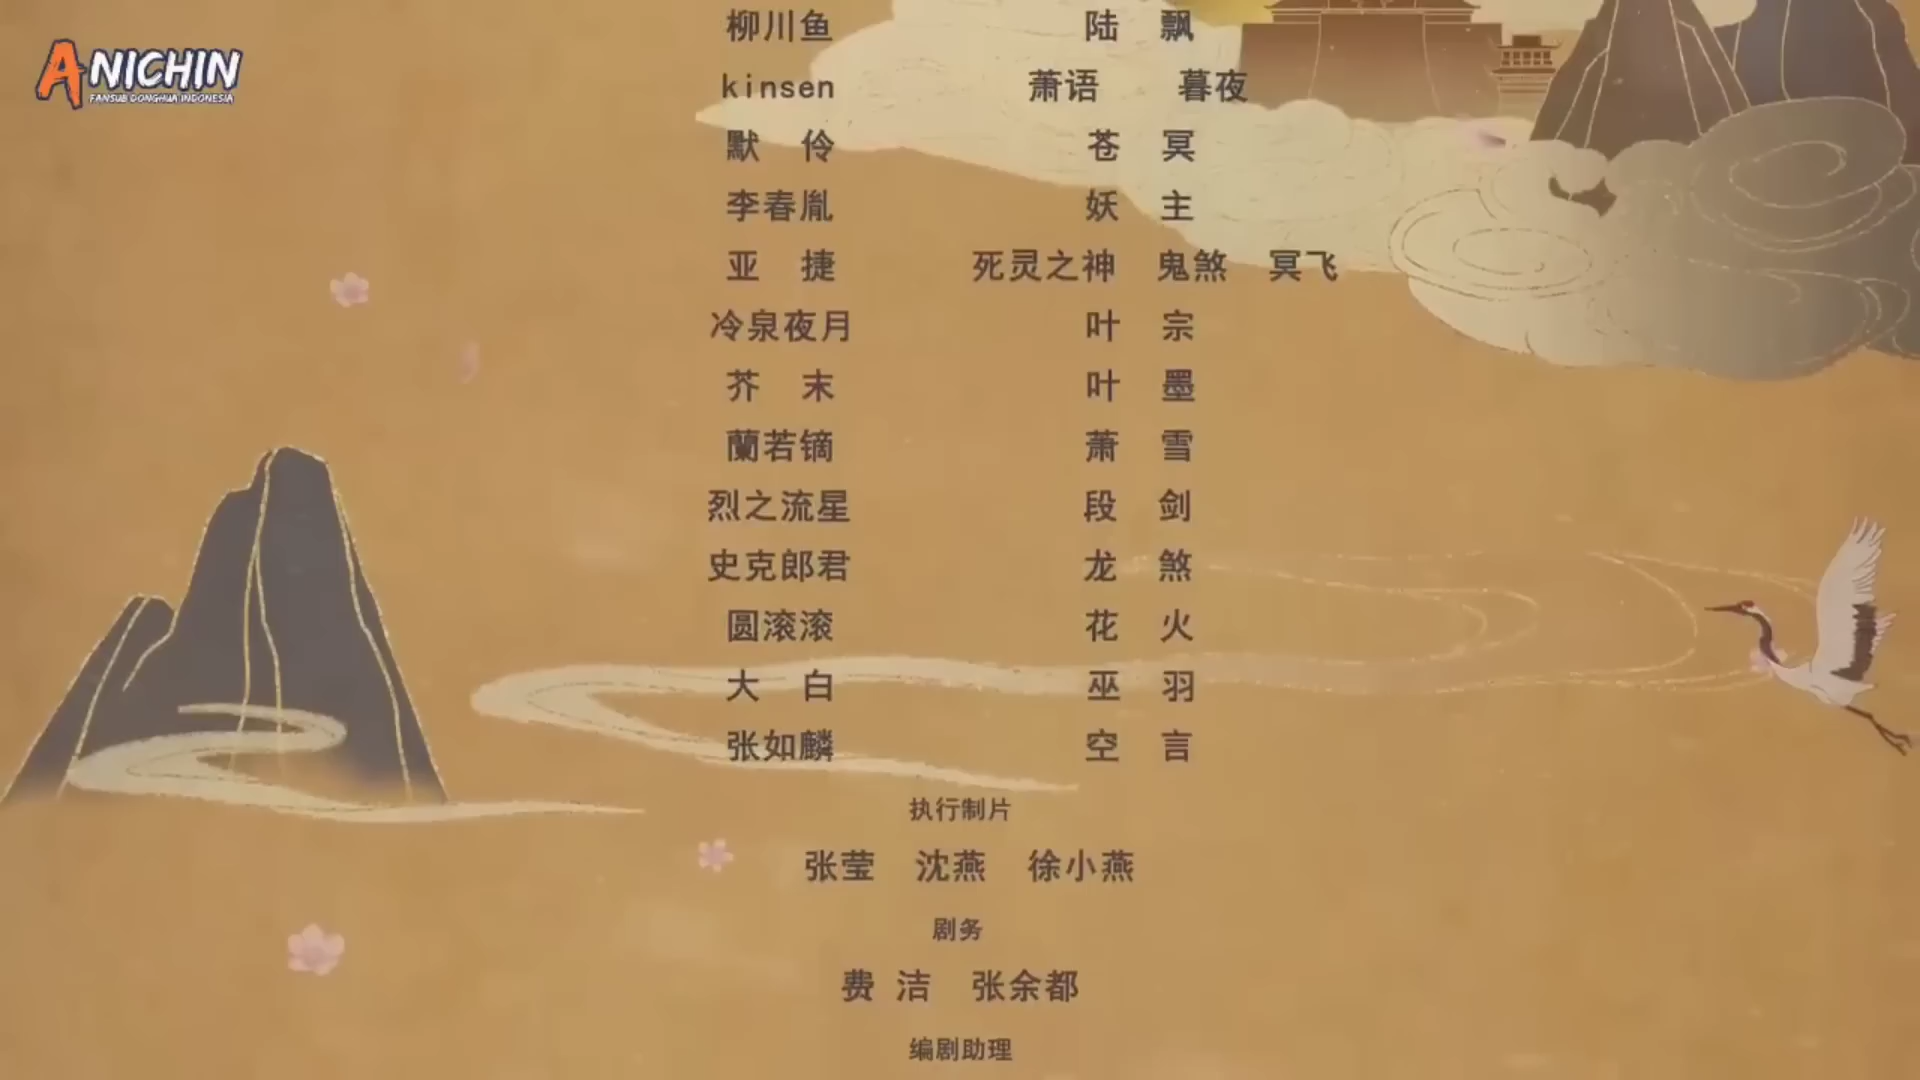 ANICHIN
FANSUB DONGHUA INDONESIA
柳川鱼 陆 飘
kinsen 萧语 暮夜
默 伶 苍 冥
李春胤 妖 主
亚 捷 死灵之神 鬼煞 冥飞
冷泉夜月 叶 宗
芥 末 叶 墨
蘭若镝 萧 雪
烈之流星 段 剑
史克郎君 龙 煞
圆滚滚 花 火
大 白 巫 羽
张如麟 空 言
执行制片
张莹 沈燕 徐小燕
剧务
费 洁 张余都
编剧助理